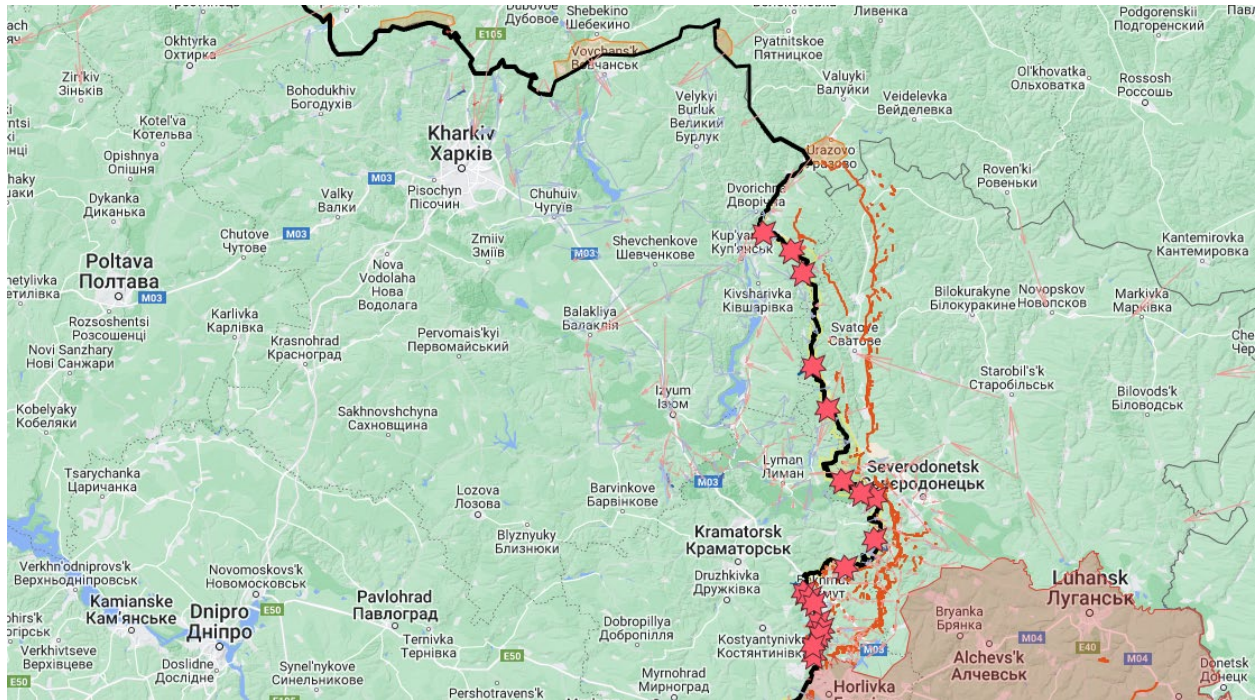 Дубовое
Shebekino
Шебекино
E105
Ливенка
Podgorenskii
Подгоренский
Okhtyrka
Охтирка
Vovchans'k
Вовчанськ
Pyatnitskoe
Пятницкое
Zin'kiv
Зіньків
Bohodukhiv
Богодухів
Valuyki
Валуйки
Ol'khovatka
Ольховатка
Rossosh
Россошь
Kotel'va
Котельва
Velykyi
Burluk
Великий
Бурлук
Veidelevka
Вейделевка
Kharkiv
Харків
Opishnya
Опішня
Urazovo
Уразово
Roven'ki
Ровеньки
Dykanka
Диканька
Valky
Валки
M03
Pisochyn
Пісочин
Chuhuiv
Чугуїв
Dvorichna
Дворічна
Chutove
Чутове
M03
Zmiiv
Зміїв
Shevchenkove
Шевченкове
Kup'yans'k
Куп'янськ
Kantemirovka
Кантемировка
Poltava
Полтава
M03
Nova
Vodolaha
Нова
Водолага
M03
Kivsharivka
Ківшарівка
Bilokurakyne
Білокуракине
Novopskov
Новопсков
Markivka
Марківка
Rozsoshentsi
Розсошенці
Karlivka
Карлівка
Balakliya
Балаклія
Krasnohrad
Красноград
Pervomais'kyi
Первомайський
Svatove
Сватове
Novi Sanzhary
Нові Санжари
Starobil's'k
Старобільськ
Bilovods'k
Біловодськ
Izyum
Ізюм
Kobelyaky
Кобеляки
Sakhnovshchyna
Сахновщина
Tsarychanka
Царичанка
Lyman
Лиман
Severodonetsk
M03
Lozova
Лозова
Barvinkove
Барвінкове
Blyznyuky
Близнюки
Kramatorsk
Краматорськ
Verkhn'odniprovs'k
Верхньодніпровськ
Novomoskovs'k
Новомосковськ
Druzhkivka
Дружківка
Luhansk
Луганськ
Kamianske
Кам'янське
E50
Dnipro
Дніпро
Pavlohrad
Павлоград
Dobropillya
Добропілля
Bryanka
Брянка
M04
Ternivka
Тернівка
Kostyantynivka
E50
M03
Alchevs'k
Алчевськ
E40
M04
Verkhivtseve
Верхівцеве
E50
Doslidne
Дослідне
Synel'nykove
Синельникове
Myrnohrad
Мирноград
Pershotravens'k
Horlivka
Горлівка
Donetsk
Донецк
E105